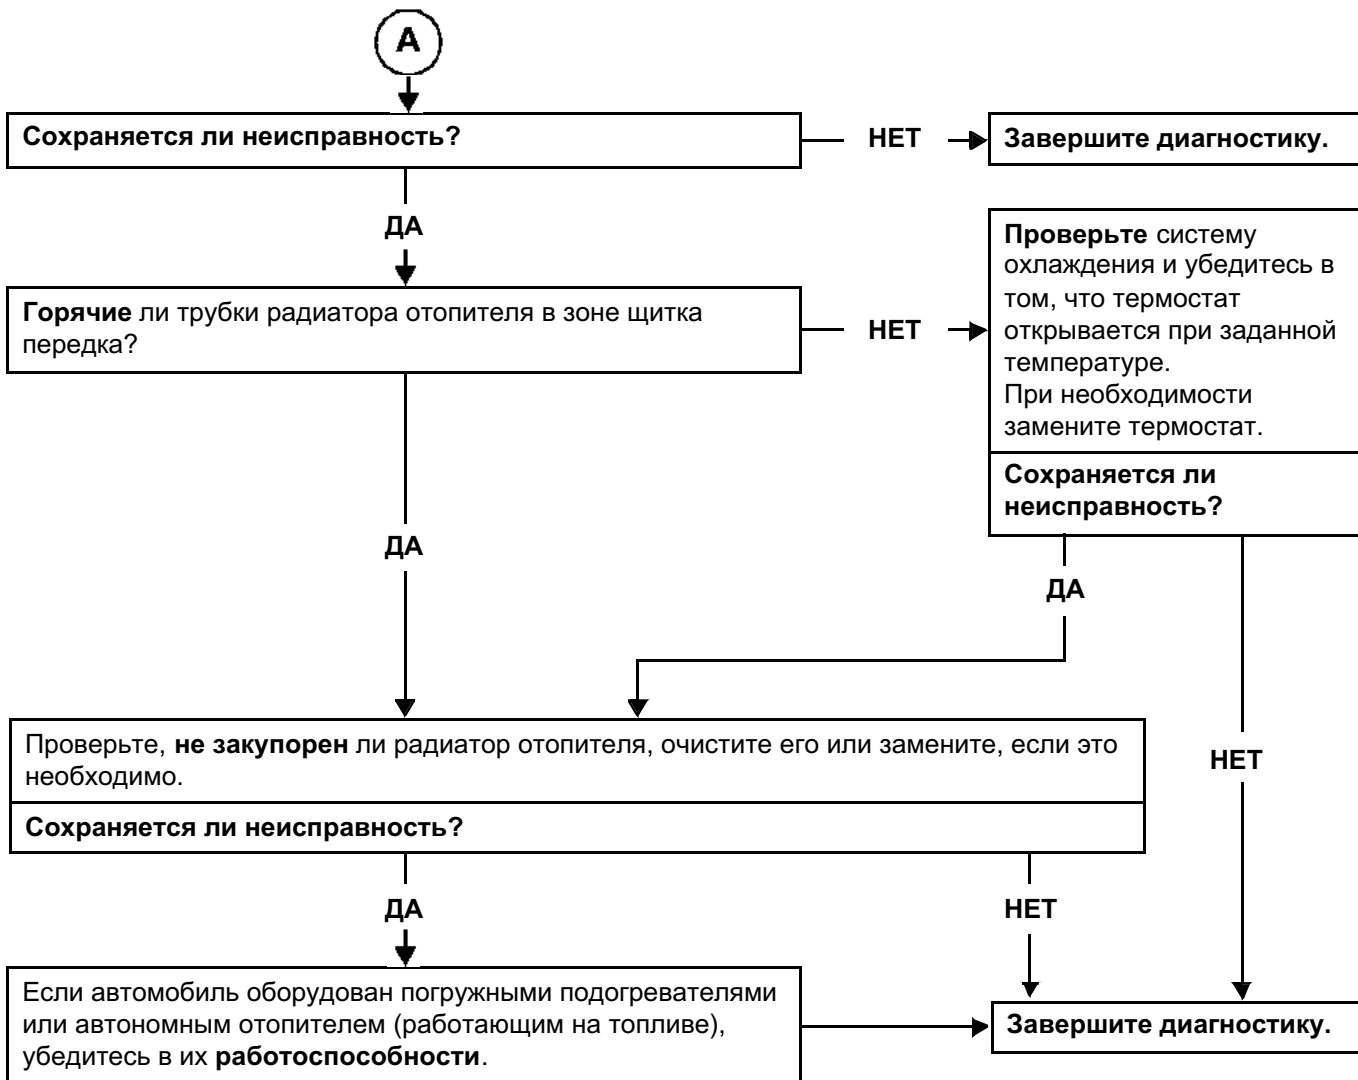 А
Сохраняется ли неисправность?
НЕТ
Завершите диагностику.
ДА
Горячие ли трубки радиатора отопителя в зоне щитка
передка?
НЕТ
Проверьте систему
охлаждения и убедитесь в
том, что термостат
открывается при заданной
температуре.
При необходимости
замените термостат.
Сохраняется ли
неисправность?
ДА
ДА
НЕТ
Проверьте, не закупорен ли радиатор отопителя, очистите его или замените, если это
необходимо.
Сохраняется ли неисправность?
ДА
НЕТ
Если автомобиль оборудован погружными подогревателями
или автономным отопителем (работающим на топливе),
убедитесь в их работоспособности.
Завершите диагностику.